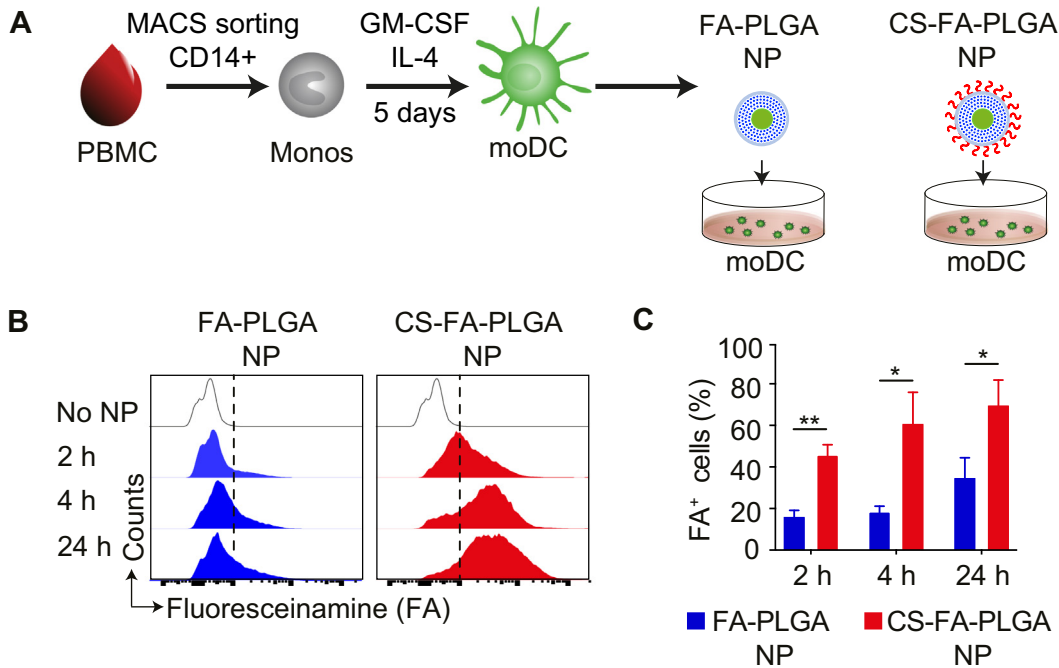 A
MACS sorting
CD14+
GM-CSF
IL-4
5 days
PBMC
Monos
moDC
FA-PLGA
NP
CS-FA-PLGA
NP
moDC
moDC
B
FA-PLGA
NP
CS-FA-PLGA
NP
No NP
2 h
4 h
24 h
Counts
Fluoresceinamine (FA)
C
FA+ cells (%)
100
80
60
40
20
0
**
*
*
2 h
4 h
24 h
FA-PLGA
NP
CS-FA-PLGA
NP